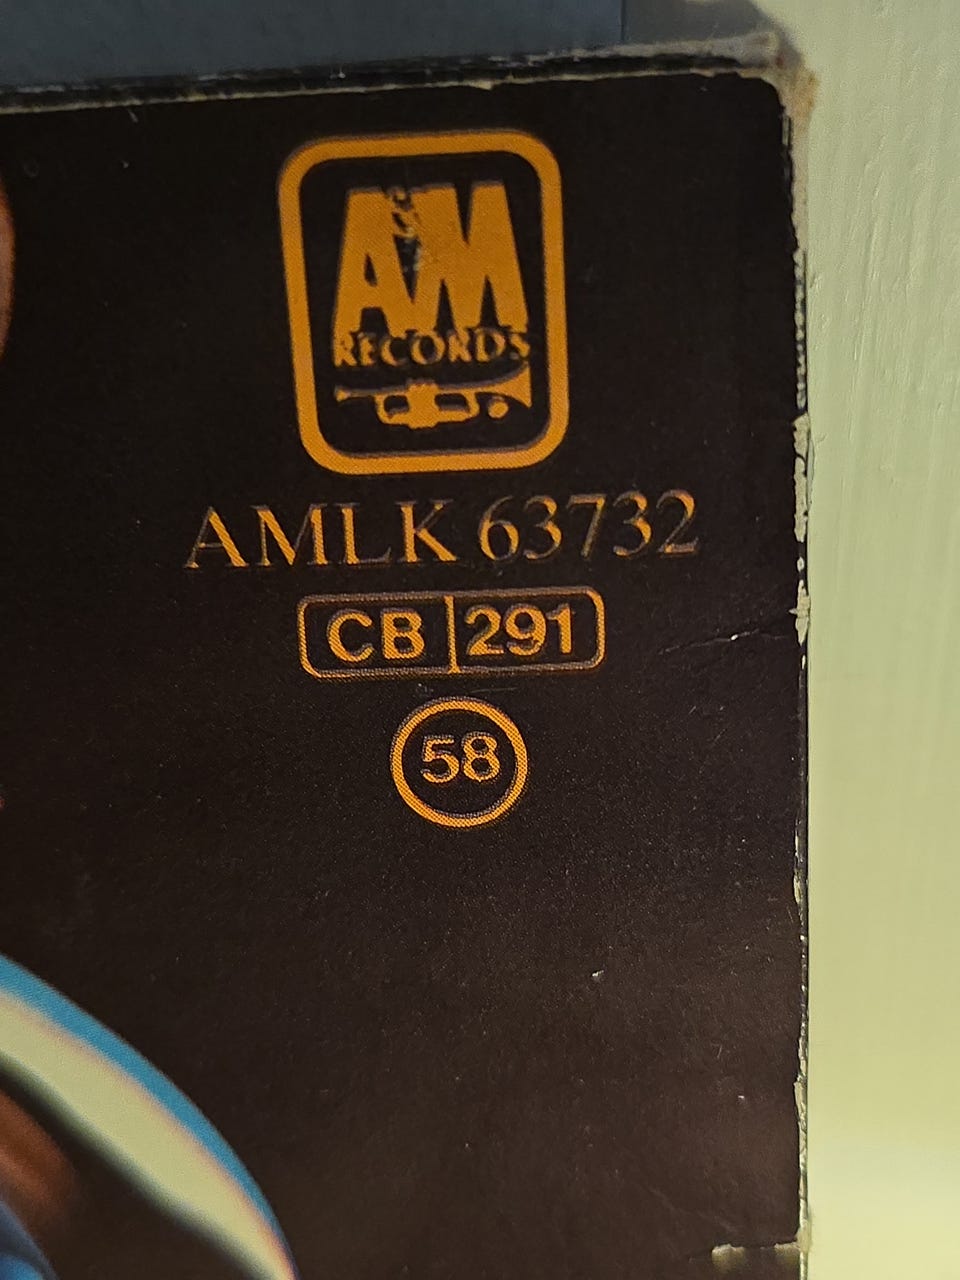 A&M
RECORDS
AMLK 63732
CB 291
58